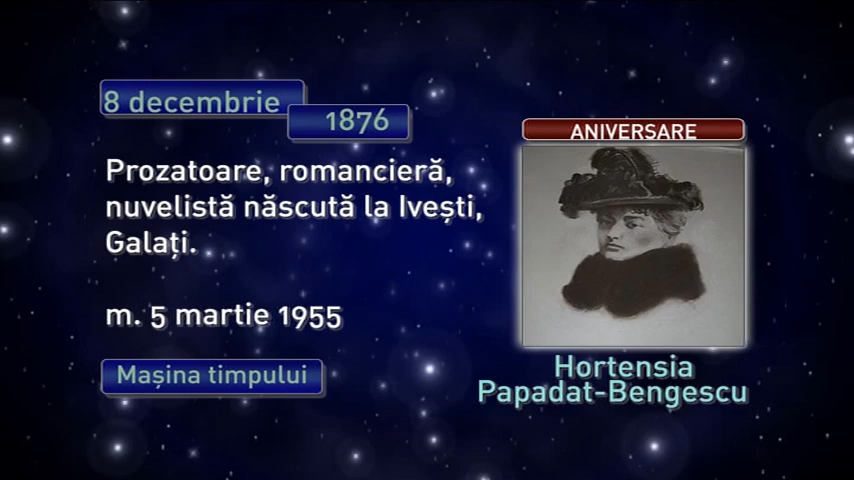 8 decembrie
1876
Prozatoare, romancieră,
nuvelistă născută la Ivești,
Galați.
m. 5 martie 1955
Mașina timpului
ANIVERSARE
Hortensia
Papadat-Bengescu